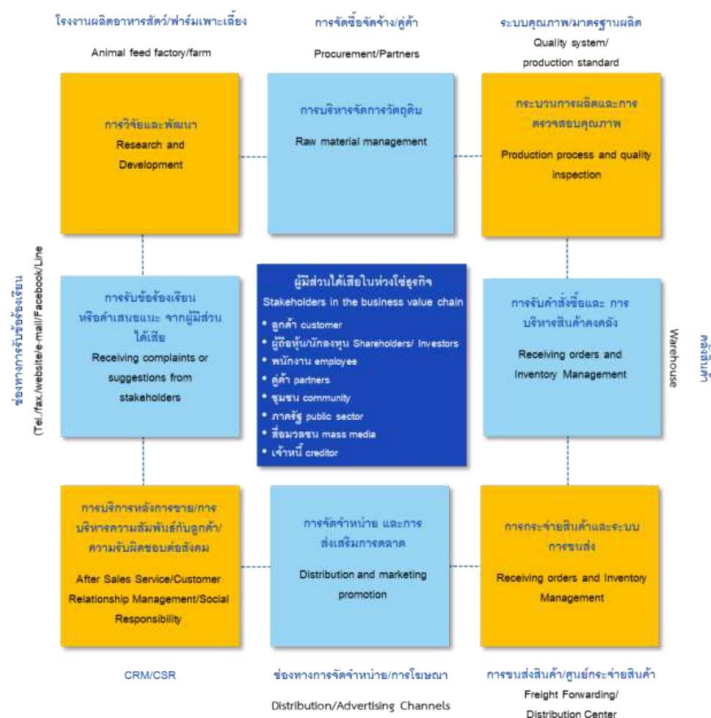 โรงงานผลิตอาหารสัตว์/ฟาร์มเพาะเลี้ยง
Animal feed factory/farm
การจัดซื้อจัดจ้าง/คู่ค้า
Procurement/Partners
ระบบคุณภาพ/มาตรฐานผลิต
Quality system/
production standard
การวิจัยและพัฒนา
Research and
Development
การบริหารจัดการวัตถุดิบ
Raw material management
กระบวนการผลิตและการ
ตรวจสอบคุณภาพ
Production process and quality
inspection
ช่องทางการรับข้อร้องเรียน
(Tel./fax./website/e-mail/Facebook/Line
การรับข้อร้องเรียน
หรือคำเสนอแนะ จากผู้มีส่วน
ได้เสีย
Receiving complaints or
suggestions from
stakeholders
ผู้มีส่วนได้เสียในห่วงโซ่ธุรกิจ
Stakeholders in the business value chain
• ลูกค้า customer
• ผู้ถือหุ้น/นักลงทุน Shareholders/ Investors
• พนักงาน employee
• คู่ค้า partners
• ชุมชน community
• ภาครัฐ public sector
• สื่อมวลชน mass media
• เจ้าหนี้ creditor
การรับคำสั่งซื้อและ การ
บริหารสินค้าคงคลัง
Receiving orders and
Inventory Management
คลังสินค้า
Warehouse
การบริการหลังการขาย/การ
บริหารความสัมพันธ์กับลูกค้า/
ความรับผิดชอบต่อสังคม
After Sales Service/Customer
Relationship Management/Social
Responsibility
การจัดจำหน่าย และการ
ส่งเสริมการตลาด
Distribution and marketing
promotion
การกระจ่ายสินค้าและระบบ
การขนส่ง
Receiving orders and Inventory
Management
CRM/CSR
ช่องทางการจัดจำหน่าย/การโฆษณา
Distribution/Advertising Channels
การขนส่งสินค้า/ศูนย์กระจ่ายสินค้า
Freight Forwarding/
Distribution Center